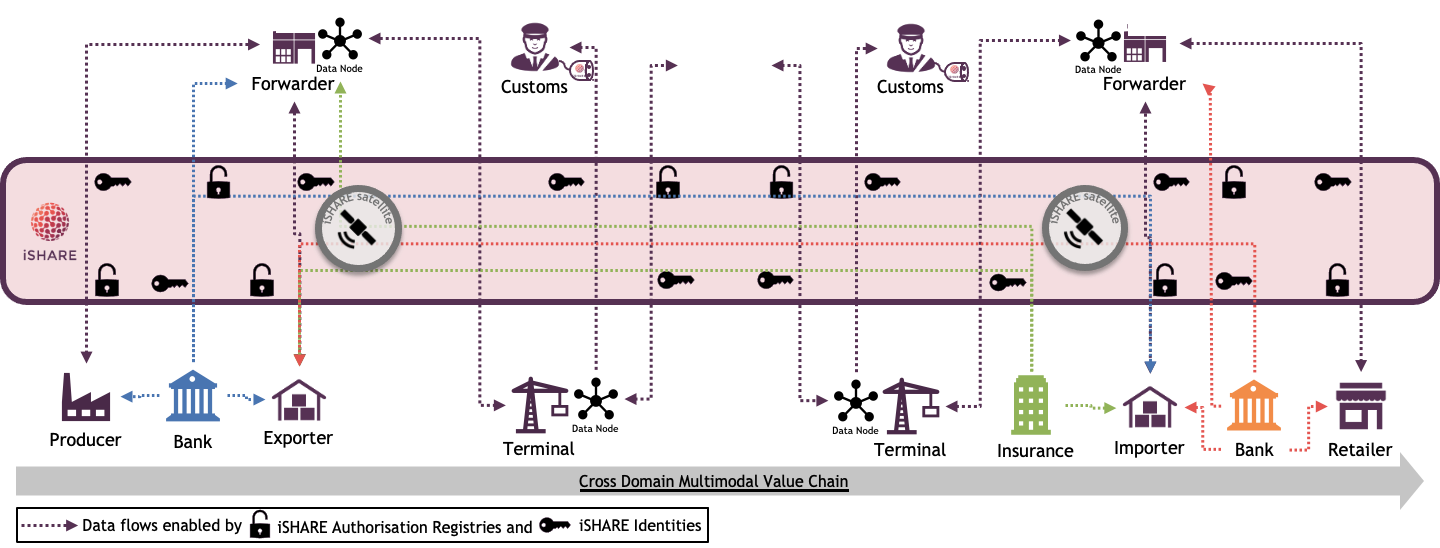 Data Node
Data Node
Forwarder
Customs
Customs
Forwarder
iSHARE satellite
iSHARE satellite
iSHARE
Data Node
Data Node
Producer
Bank
Exporter
Terminal
Terminal
Insurance
Importer
Bank
Retailer
Cross Domain Multimodal Value Chain
Data flows enabled by iSHARE Authorisation Registries and iSHARE Identities